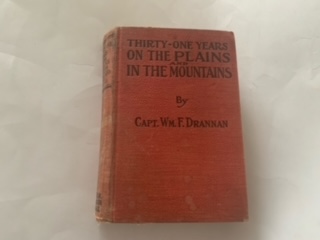 THIRTY-ONE YEARS
ON THE PLAINS
AND
IN THE MOUNTAINS
By
CAPT. WM. F. DRANNAN